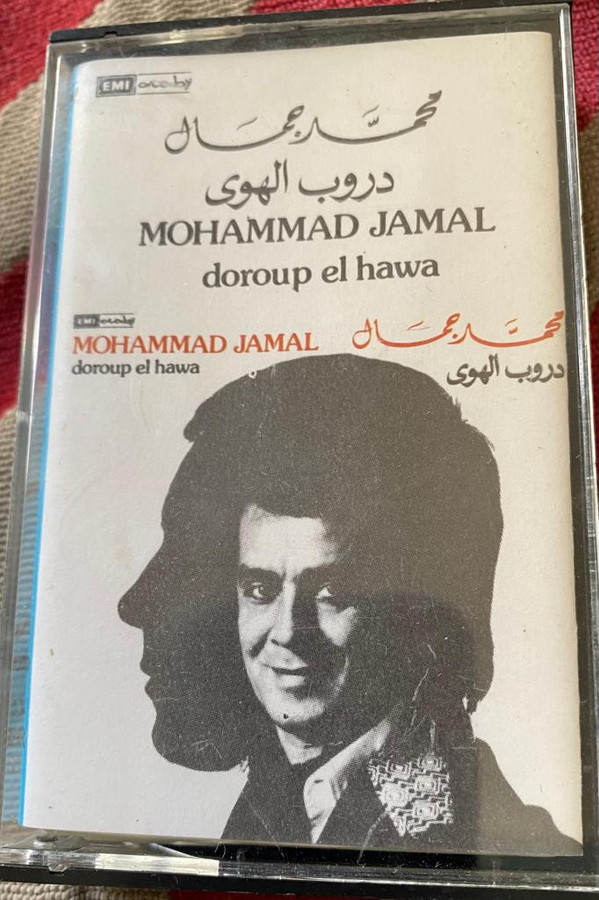 EMI araby
محمد جمال
دروب الهوى
MOHAMMAD JAMAL
doroup el hawa
EMI araby
MOHAMMAD JAMAL محمد جمال
doroup el hawa دروب الهوى